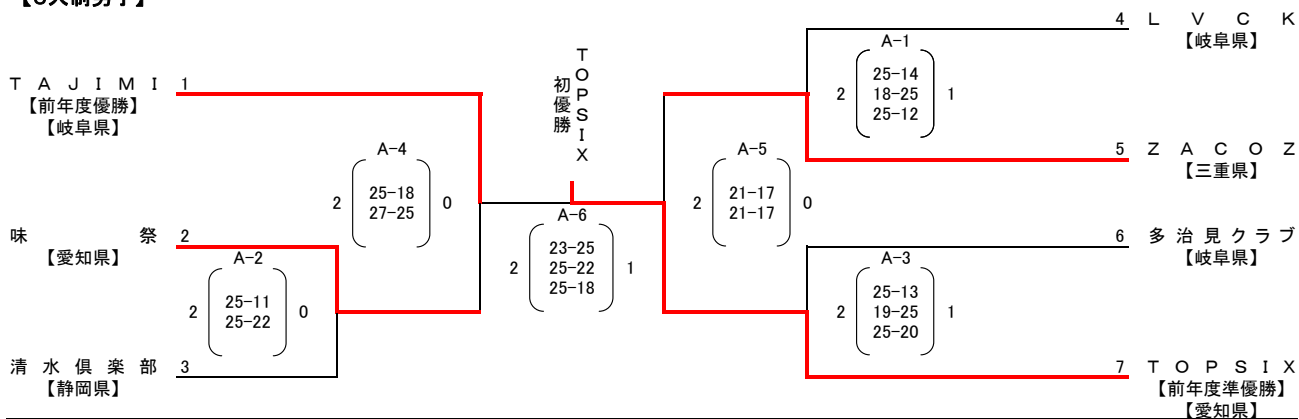 T A J I M I 1
【前年度優勝】
【岐阜県】
味 祭 2
【愛知県】
清 水 倶 楽 部 3
【静岡県】
A-2
2 25-11 0
25-22
A-4
2 25-18 0
27-25
初優勝
TOPSIX
A-6
23-25
2 25-22 1
25-18
A-5
2 21-17 0
21-17
A-1
25-14
2 18-25 1
25-12
A-3
25-13
2 19-25 1
25-20
4 L V C K
【岐阜県】
5 Z A C O Z
【三重県】
6 多 治 見 ク ラ ブ
【岐阜県】
7 T O P S I X
【前年度準優勝】
【愛知県】